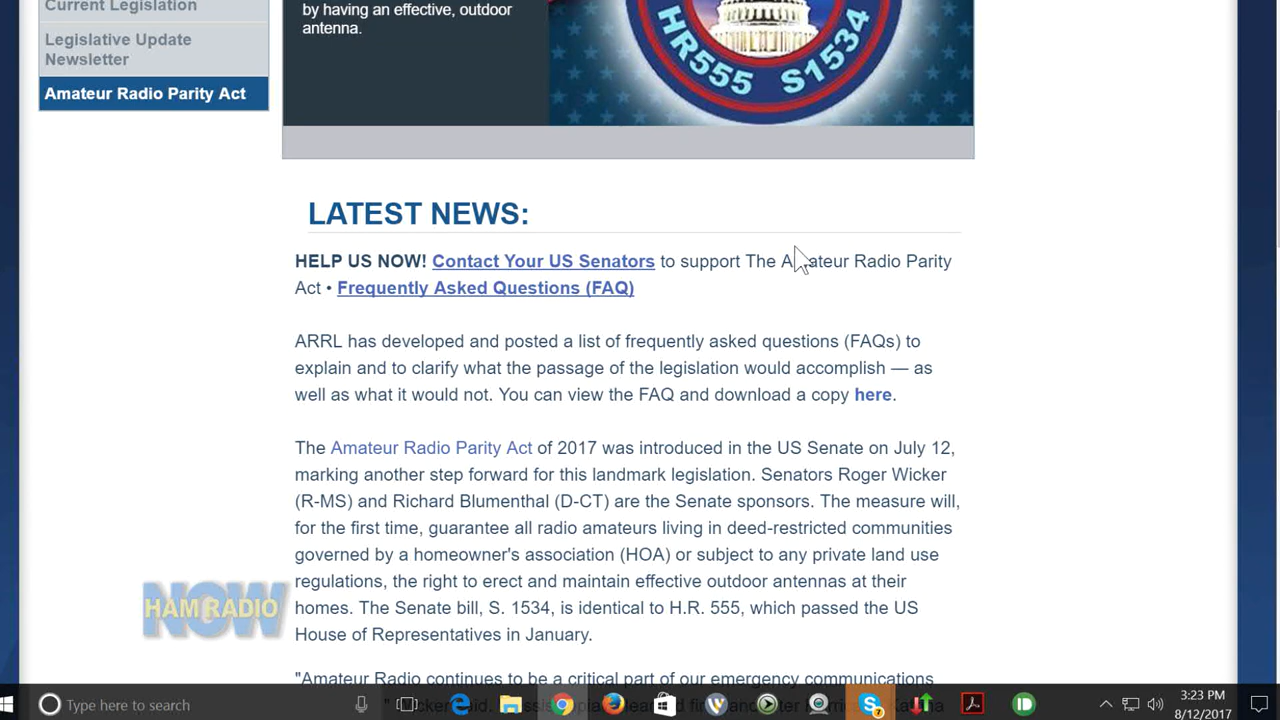 Current Legislation
by having an effective, outdoor
antenna.
HR555 S1534
Legislative Update
Newsletter
Amateur Radio Parity Act
LATEST NEWS:
HELP US NOW! Contact Your US Senators to support The Amateur Radio Parity
Act • Frequently Asked Questions (FAQ)
ARRL has developed and posted a list of frequently asked questions (FAQs) to
explain and to clarify what the passage of the legislation would accomplish — as
well as what it would not. You can view the FAQ and download a copy here.
The Amateur Radio Parity Act of 2017 was introduced in the US Senate on July 12,
marking another step forward for this landmark legislation. Senators Roger Wicker
(R-MS) and Richard Blumenthal (D-CT) are the Senate sponsors. The measure will,
for the first time, guarantee all radio amateurs living in deed-restricted communities
governed by a homeowner's association (HOA) or subject to any private land use
regulations, the right to erect and maintain effective outdoor antennas at their
homes. The Senate bill, S. 1534, is identical to H.R. 555, which passed the US
House of Representatives in January.
HAM RADIO
NOW
"Amateur Radio continues to be a critical part of our emergency communications
Type here to search
7
3:23 PM
8/12/2017